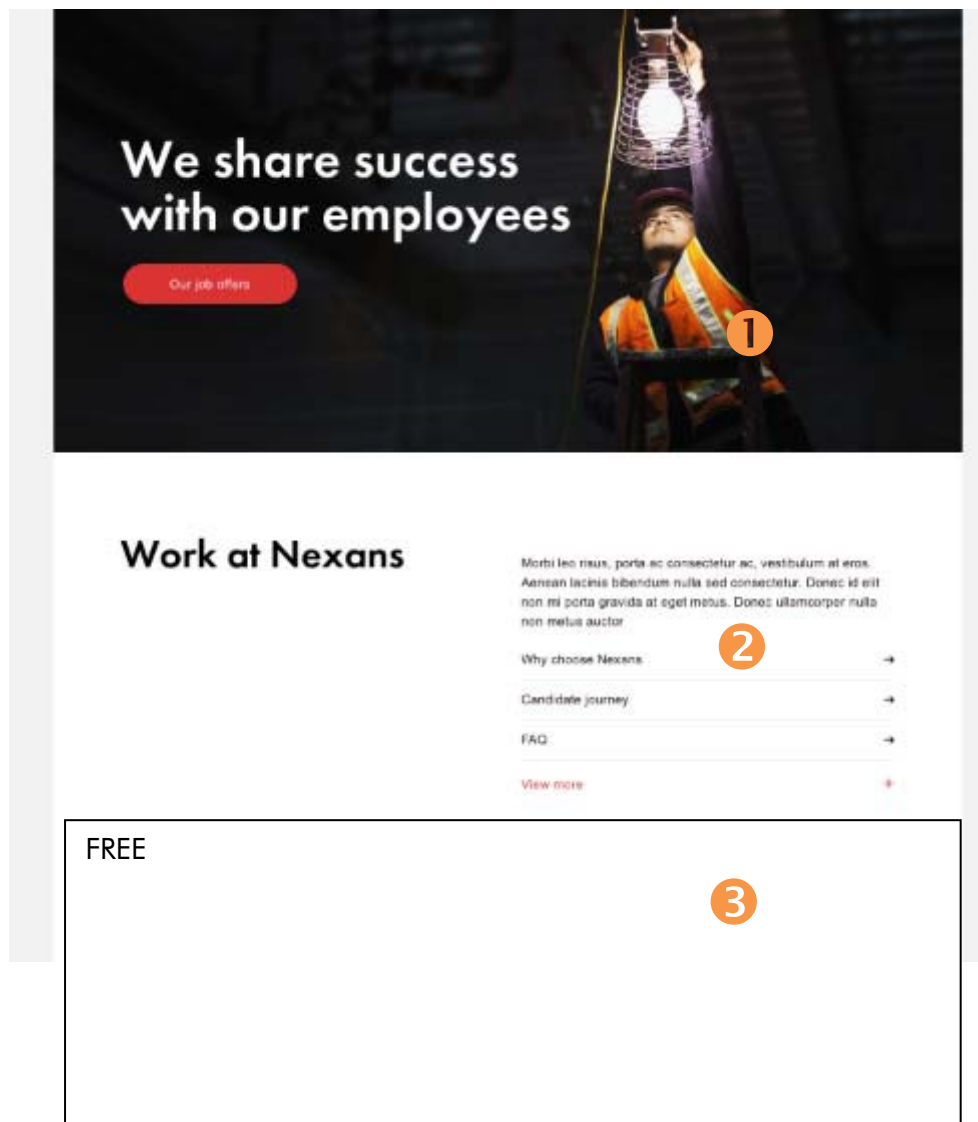 We share success
with our employees
Our job offers
1
Work at Nexans
Morbi leo risus, porta ac consectetur ac, vestibulum at eros.
Aenean lacinia bibendum nulla sed consectetur. Donec id elit
non mi porta gravida at eget metus. Donec ullamcorper nulla
non metus auctor
2
Why choose Nexans →
Candidate journey →
FAQ →
View more +
FREE
3